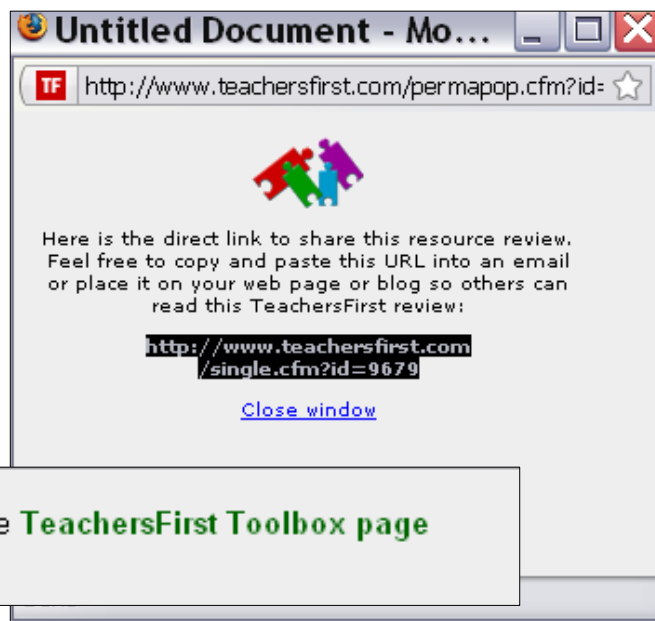 Untitled Document - Mo...
TF http://www.teachersfirst.com/permapop.cfm?id=
Here is the direct link to share this resource review.
Feel free to copy and paste this URL into an email
or place it on your web page or blog so others can
read this TeachersFirst review:
http://www.teachersfirst.com
/single.cfm?id=9679
Close window
e TeachersFirst Toolbox page